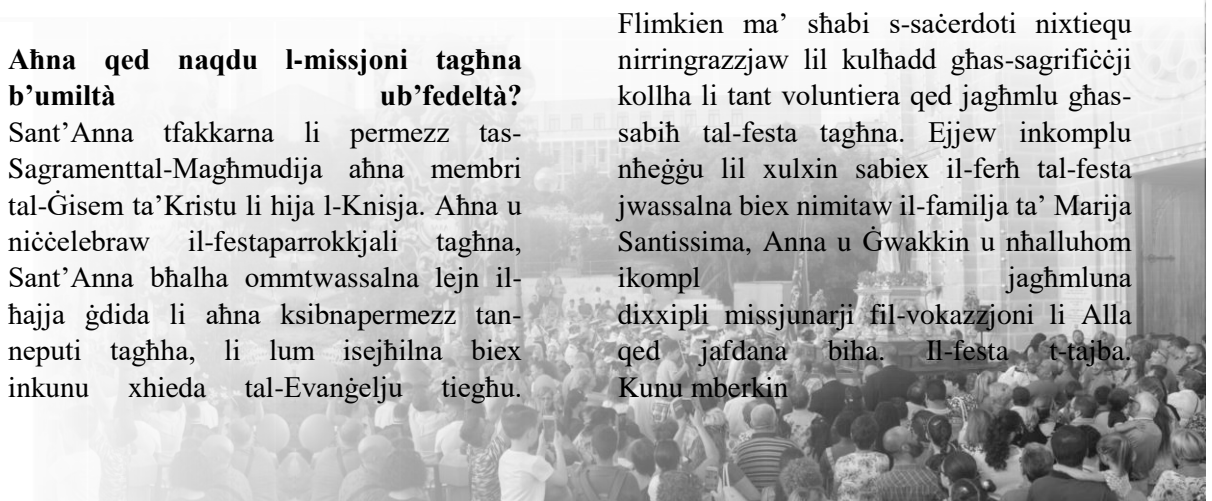 Aħna qed naqdu l-missjoni tagħna
b'umiltà ub'fedeltà?
Sant'Anna tfakkarna li permezz tas-
Sagramenttal-Magħmudija aħna membri
tal-Ġisem ta'Kristu li hija l-Knisja. Aħna u
niċċelebraw il-festaparrokkjali tagħna,
Sant'Anna bħalha ommtwassalna lejn il-
ħajja ġdida li aħna ksibnapermezz tan-
neputi tagħha, li lum isejħilna biex
inkunu xhieda tal-Evanġelju tiegħu.
Flimkien ma' sħabi s-saċerdoti nixtiequ
nirringrazzjaw lil kulħadd għas-sagrifiċċji
kollha li tant voluntiera qed jagħmlu għas-
sabiħ tal-festa tagħna. Ejjew inkomplu
nħeġġu lil xulxin sabiex il-ferħ tal-festa
jwassalna biex nimitaw il-familja ta' Marija
Santissima, Anna u Ġwakkin u nħalluhom
ikompl jagħmluna
dixxipli missjunarji fil-vokazzjoni li Alla
qed jafdana biha. Il-festa t-tajba.
Kunu mberkin